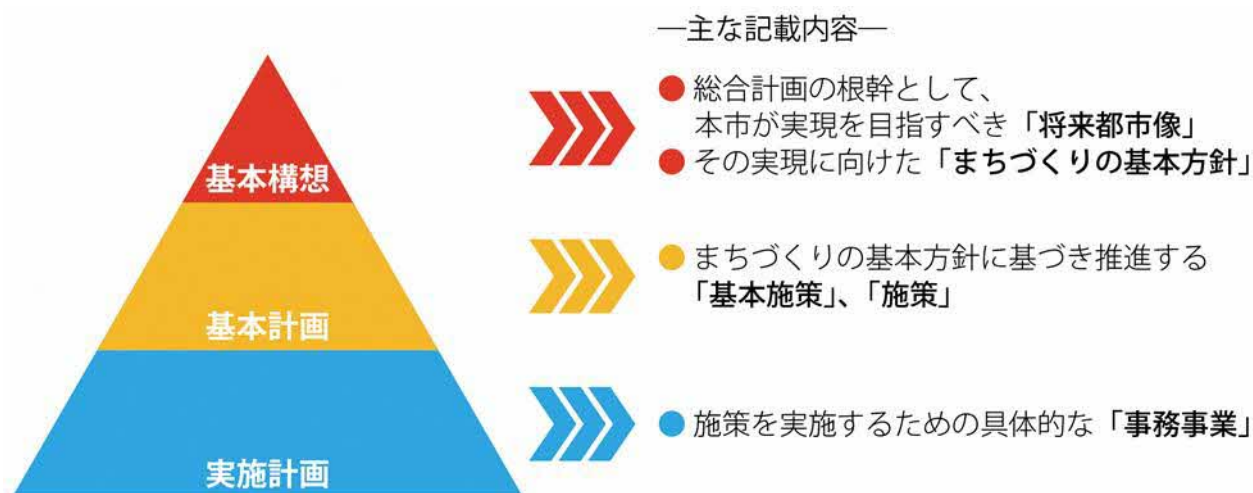 ―主な記載内容―
基本構想
● 総合計画の根幹として、
本市が実現を目指すべき「将来都市像」
● その実現に向けた「まちづくりの基本方針」
基本計画
● まちづくりの基本方針に基づき推進する
「基本施策」、「施策」
実施計画
● 施策を実施するための具体的な「事務事業」